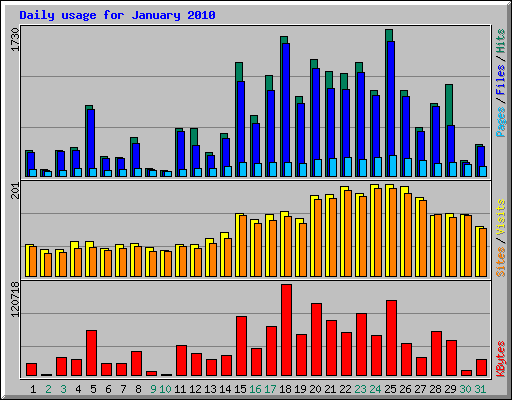 Daily usage for January 2010
1730
Pages / Files / Hits
201
Sites / Visits
120718
KBytes
1 2 3 4 5 6 7 8 9 10 11 12 13 14 15 16 17 18 19 20 21 22 23 24 25 26 27 28 29 30 31